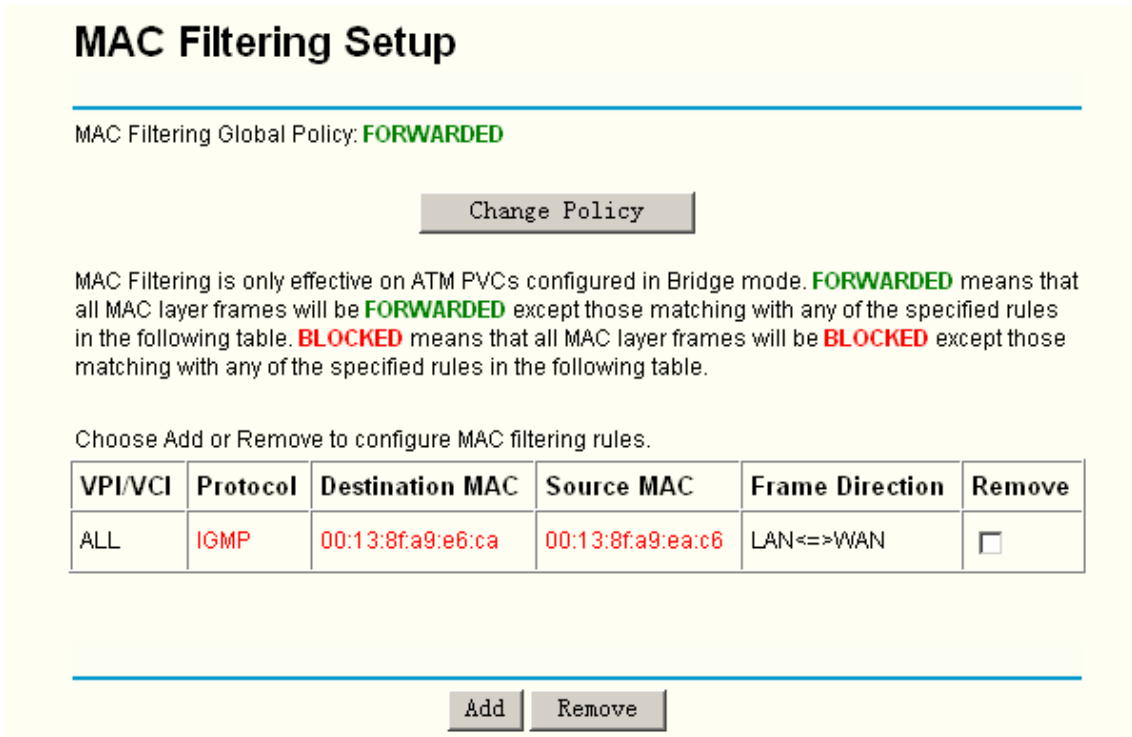 MAC Filtering Setup
MAC Filtering Global Policy: FORWARDED
Change Policy
MAC Filtering is only effective on ATM PVCs configured in Bridge mode. FORWARDED means that
all MAC layer frames will be FORWARDED except those matching with any of the specified rules
in the following table. BLOCKED means that all MAC layer frames will be BLOCKED except those
matching with any of the specified rules in the following table.
Choose Add or Remove to configure MAC filtering rules.
VPI/VCI Protocol Destination MAC Source MAC Frame Direction Remove
ALL IGMP 00:13:8f:a9:e6:ca 00:13:8f:a9:ea:c6 LAN<=>WAN
Add Remove